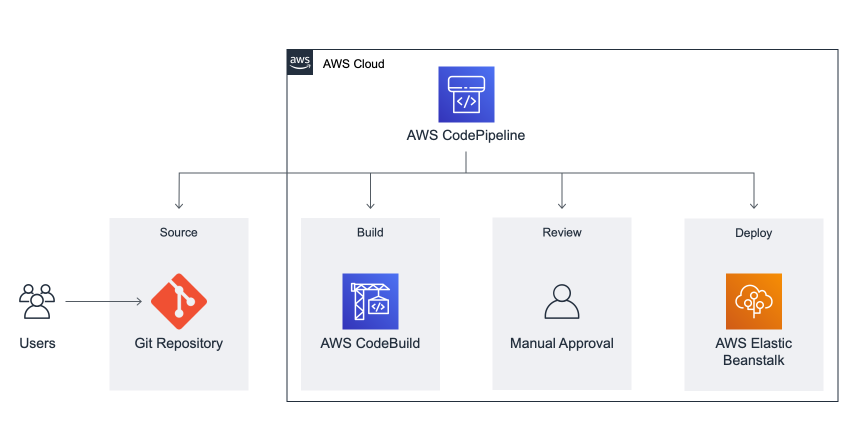 aws
AWS Cloud
</>
AWS CodePipeline
Source
Build
Review
Deploy
</>
</>
Users
Git Repository
AWS CodeBuild
Manual Approval
AWS Elastic
Beanstalk